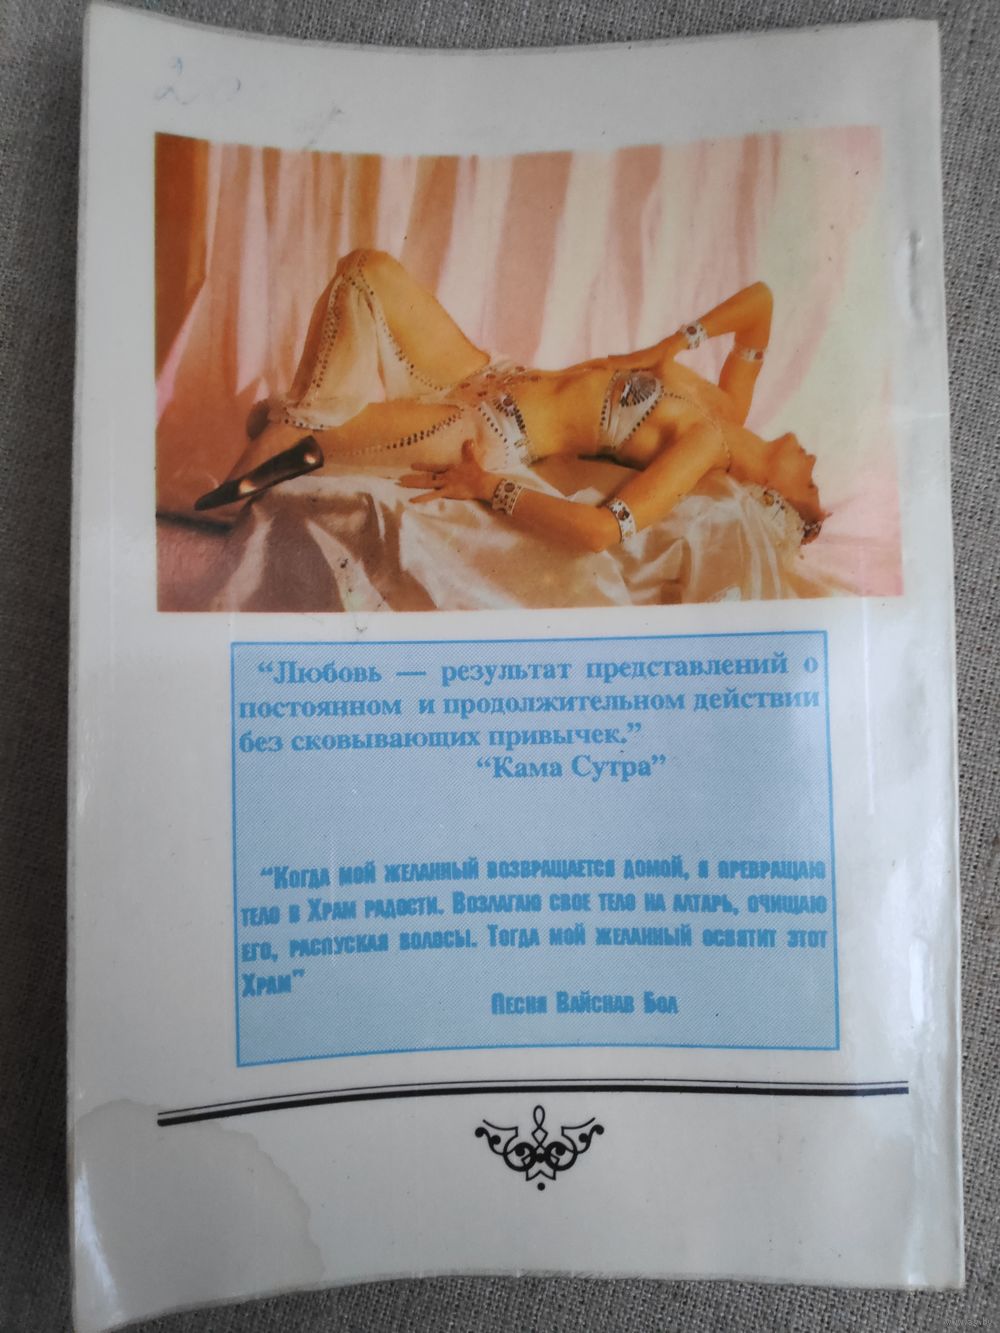 20
“Любовь — результат представлений о
постоянном и продолжительном действии
без сковывающих привычек.”
“Кама Сутра”
“Когда мой желанный возвращается домой, я превращаю
тело в Храм радости. Возлагаю свое тело на алтарь, очищаю
его, распуская волосы. Тогда мой желанный освятит этот
Храм”
Песня Вайснав Бол